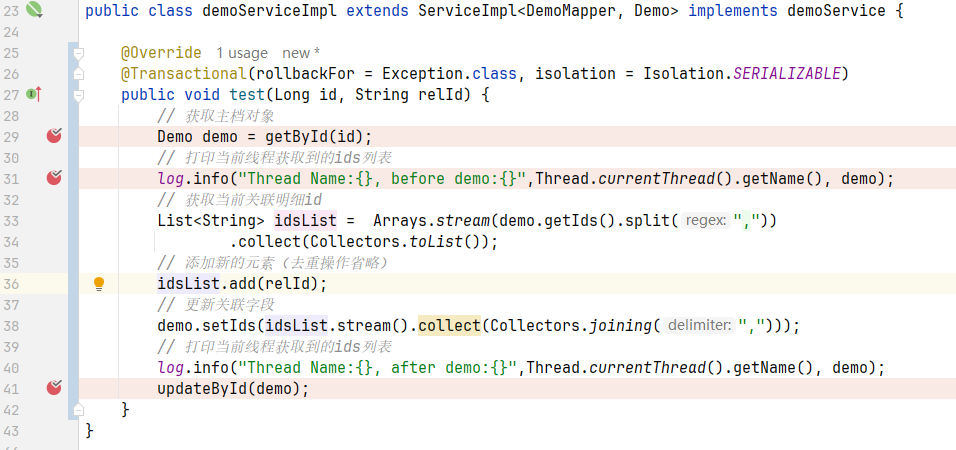 23 public class demoServiceImpl extends ServiceImpl<DemoMapper, Demo> implements demoService {
24
25 @Override 1 usage new *
26 @Transactional(rollbackFor = Exception.class, isolation = Isolation.SERIALIZABLE)
27 public void test(Long id, String relId) {
28 // 获取主档对象
29 Demo demo = getById(id);
30 // 打印当前线程获取到的ids列表
31 log.info("Thread Name:{}, before demo:{}",Thread.currentThread().getName(), demo);
32 // 获取当前关联明细id
33 List<String> idsList =  Arrays.stream(demo.getIds().split( regex: ","))
34 .collect(Collectors.toList());
35 // 添加新的元素（去重操作省略）
36 idsList.add(relId);
37 // 更新关联字段
38 demo.setIds(idsList.stream().collect(Collectors.joining( delimiter: ",")));
39 // 打印当前线程获取到的ids列表
40 log.info("Thread Name:{}, after demo:{}",Thread.currentThread().getName(), demo);
41 updateById(demo);
42 }
43 }